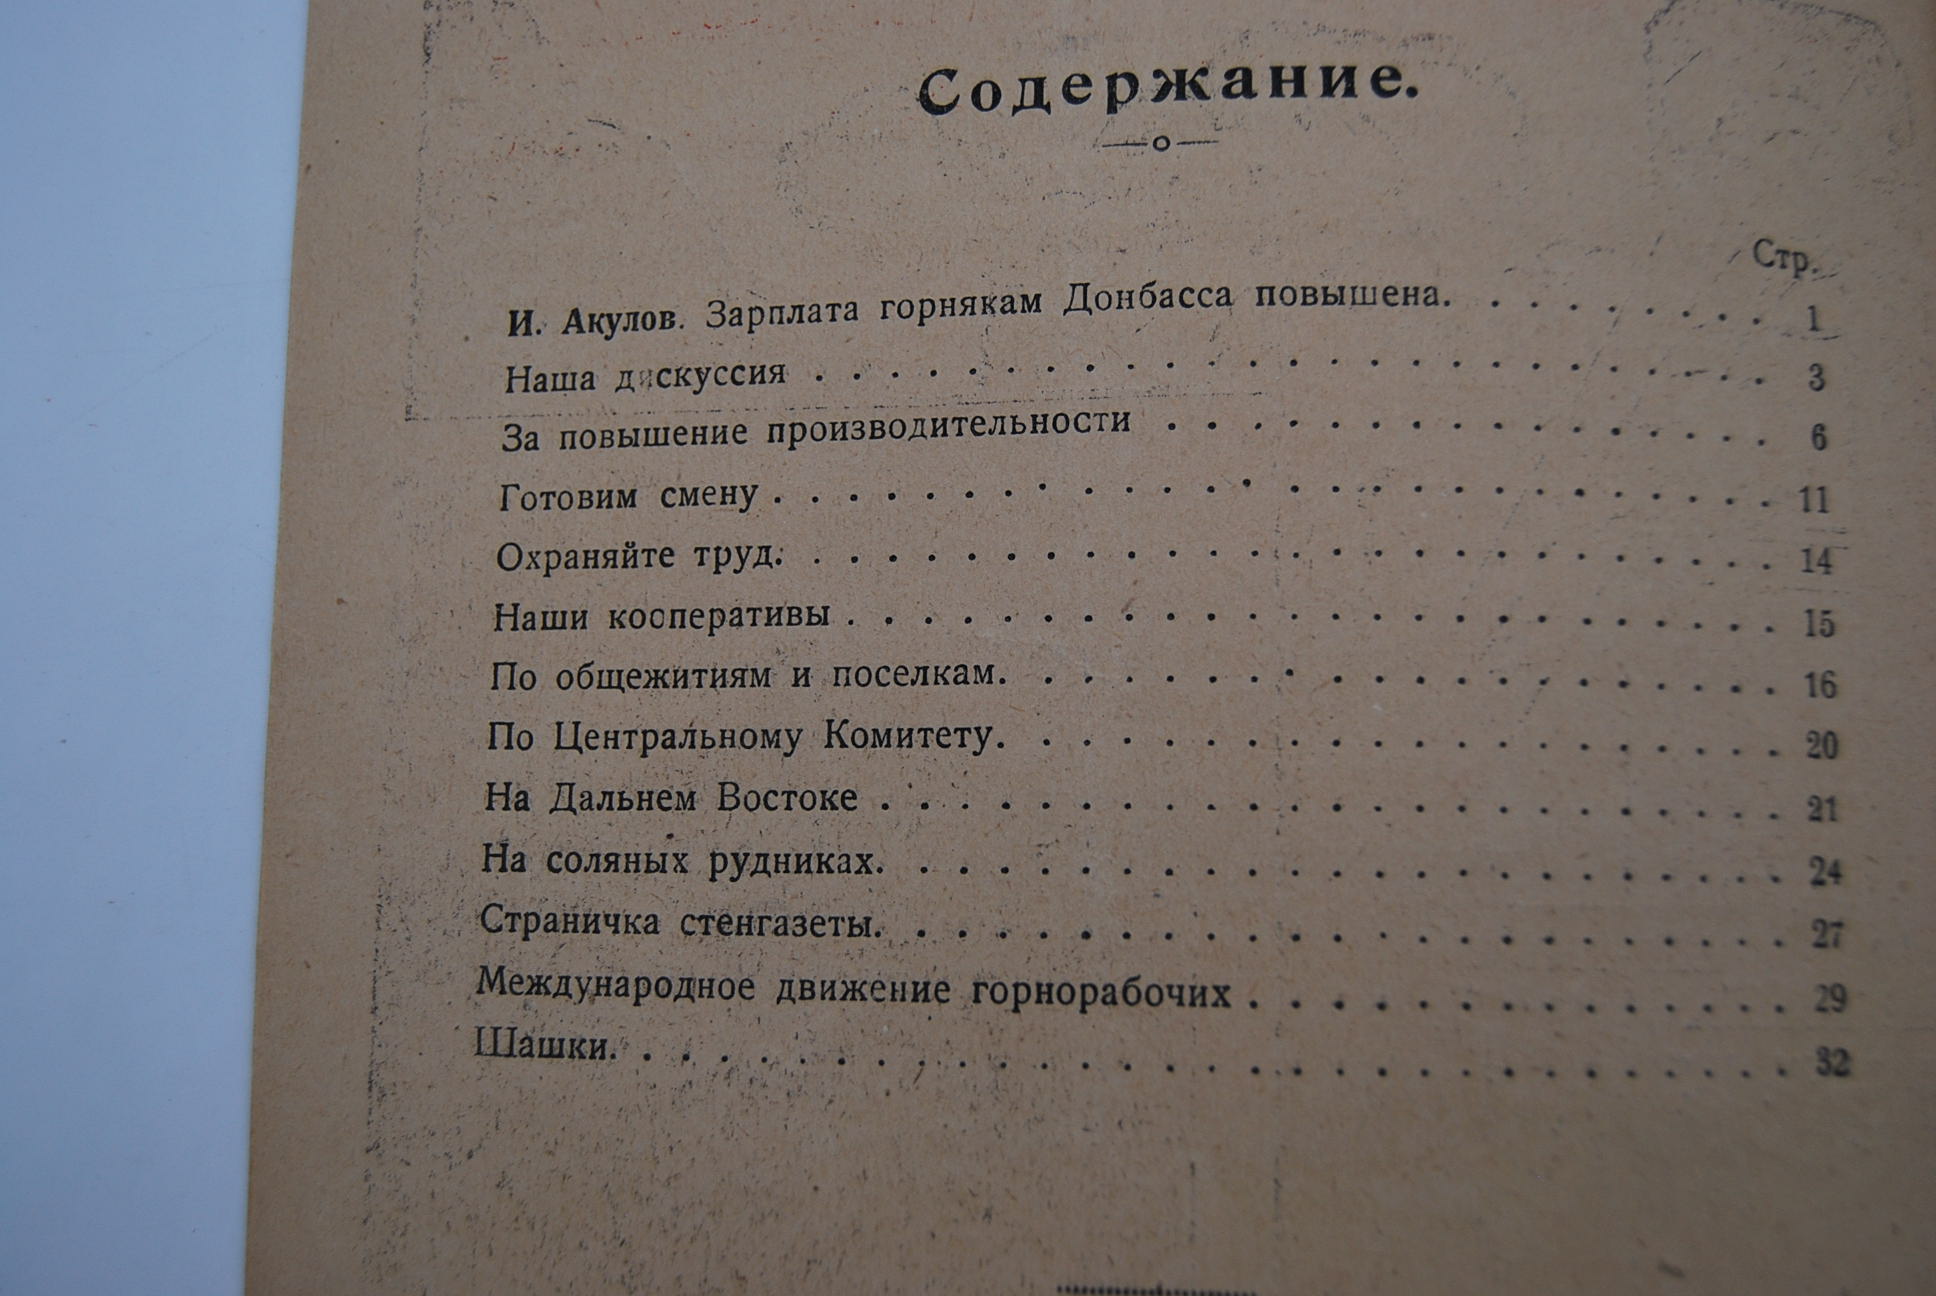 Содержание.
Стр.
И. Акулов. Зарплата горнякам Донбасса повышена. . . . . . . . . 1
Наша дискуссия . . . . . . . . . . . . . . . . . . . . . . . . 3
За повышение производительности . . . . . . . . . . . . . . . 6
Готовим смену . . . . . . . . . . . . . . . . . . . . . . . . 11
Охраняйте труд. . . . . . . . . . . . . . . . . . . . . . . . 14
Наши кооперативы . . . . . . . . . . . . . . . . . . . . . . 15
По общежитиям и поселкам. . . . . . . . . . . . . . . . . . . 16
По Центральному Комитету. . . . . . . . . . . . . . . . . . . 20
На Дальнем Востоке . . . . . . . . . . . . . . . . . . . . . 21
На соляных рудниках. . . . . . . . . . . . . . . . . . . . . 24
Страничка стенгазеты. . . . . . . . . . . . . . . . . . . . . 27
Международное движение горнорабочих . . . . . . . . . . . . . 29
Шашки. . . . . . . . . . . . . . . . . . . . . . . . . . . . 32